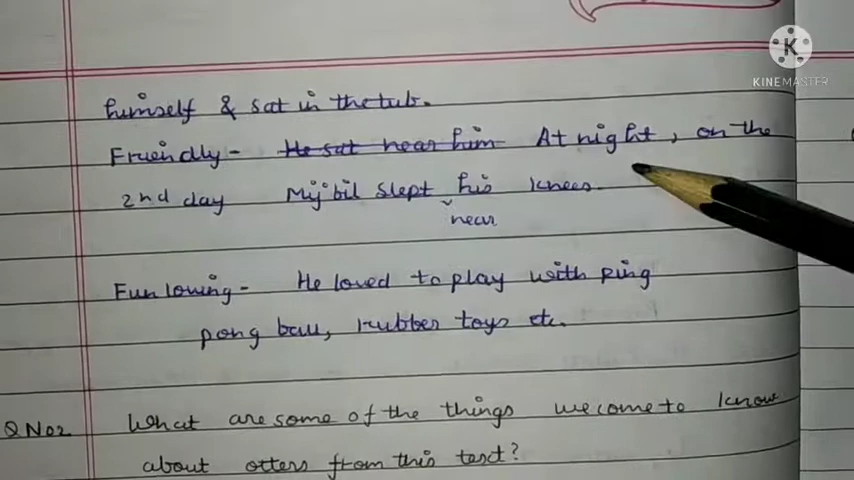 K
KINEMASTER
himself & sat in the tub.
Friendly - He sat near him At night, on the
2nd day Mijbil slept his knees.
near
Fun loving - He loved to play with ping
pong ball, rubber toys etc.
Q No2 What are some of the things we come to know
about otters from this text?